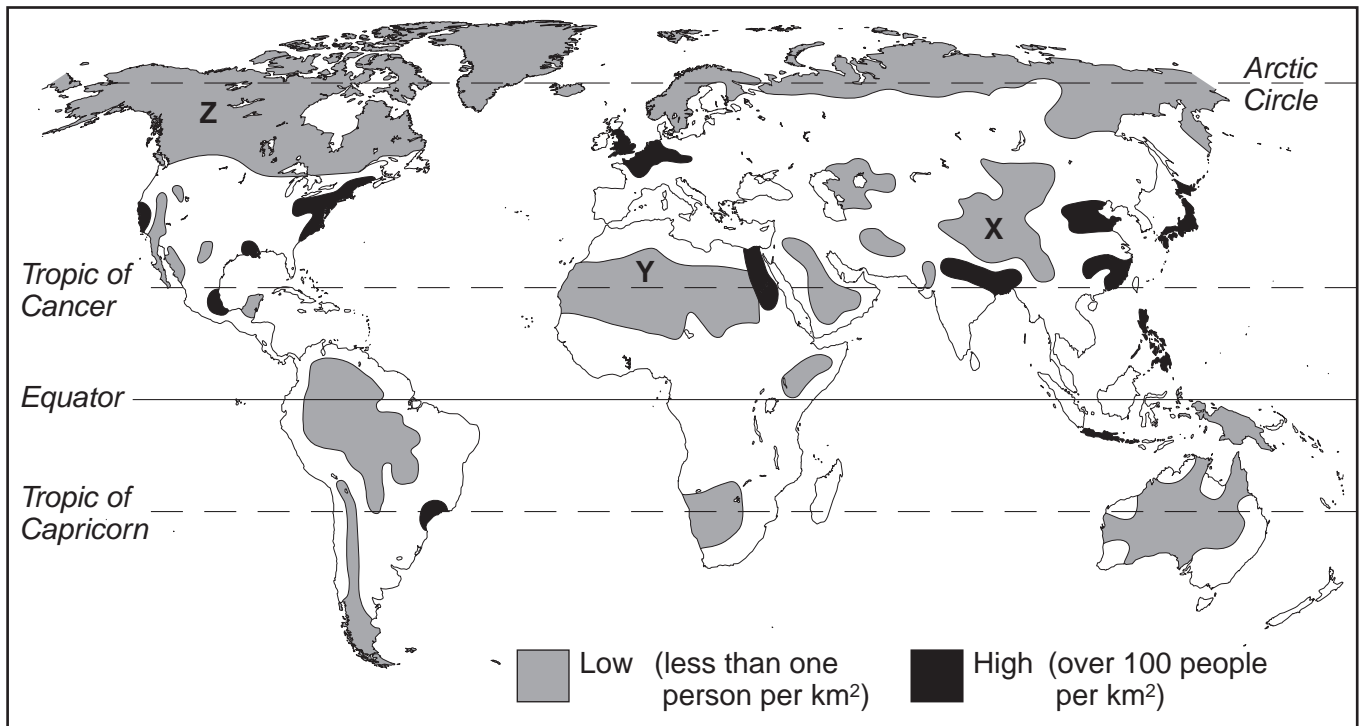 Arctic
Circle
Z
X
Y
Tropic of
Cancer
Equator
Tropic of
Capricorn
Low (less than one
person per km²)
High (over 100 people
per km²)